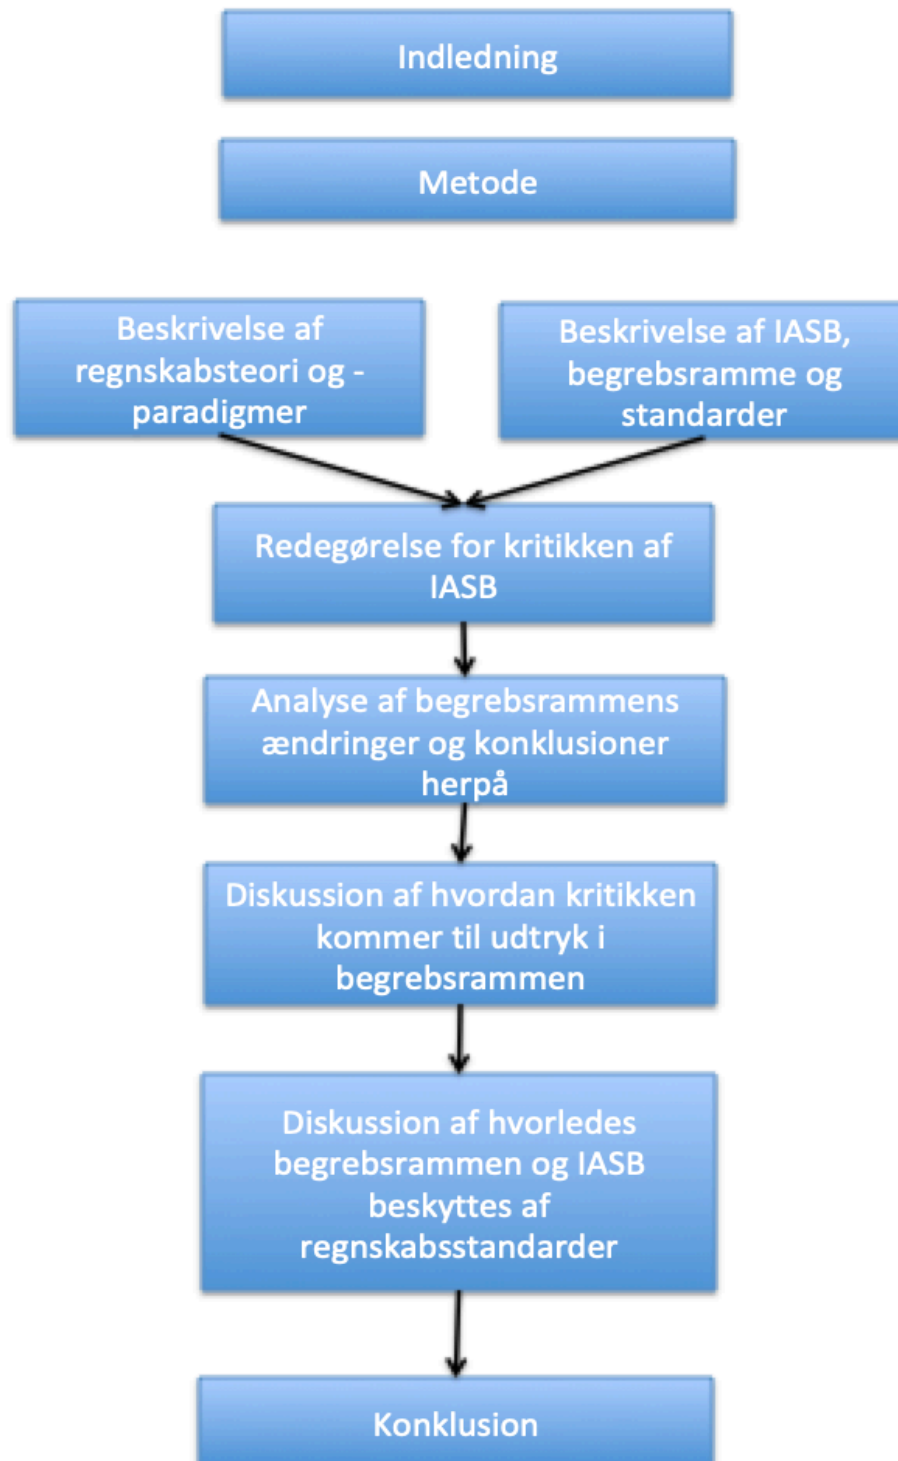 Indledning
Metode
Beskrivelse af
regnskabsteori og -
paradigmer
Beskrivelse af IASB,
begrebsramme og
standarder
Redegørelse for kritikken af
IASB
Analyse af begrebsrammens
ændringer og konklusioner
herpå
Diskussion af hvordan kritikken
kommer til udtryk i
begrebsrammen
Diskussion af hvorledes
begrebsrammen og IASB
beskyttes af
regnskabsstandarder
Konklusion